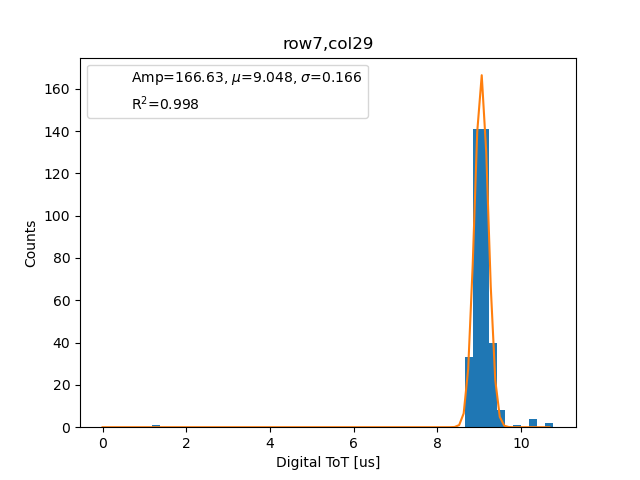 row7,col29
Amp=166.63, μ=9.048, σ=0.166
R²=0.998
160
140
120
100
80
60
40
20
0
Counts
0 2 4 6 8 10
Digital ToT [us]